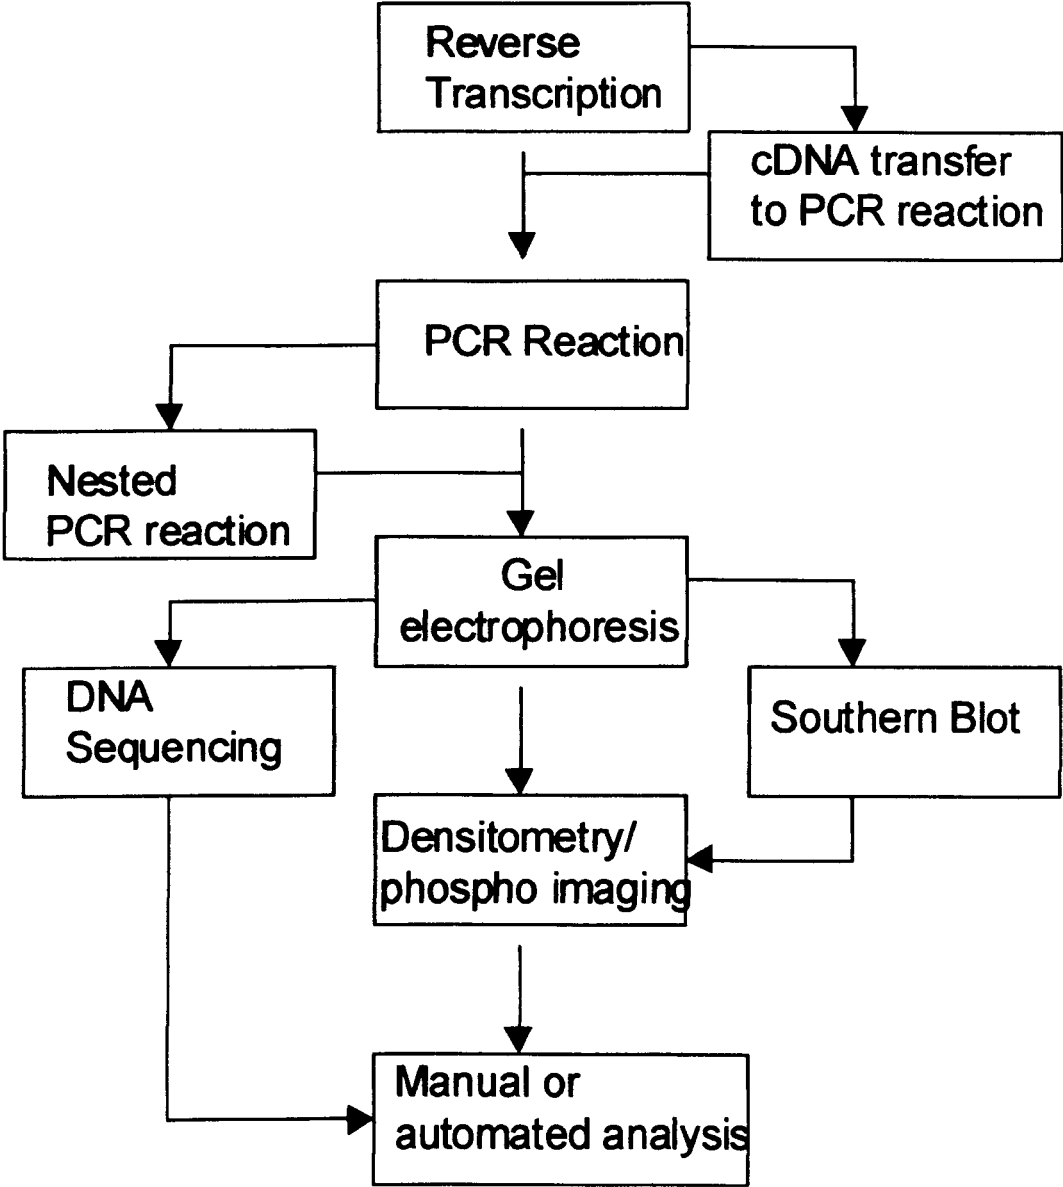 Reverse
Transcription
cDNA transfer
to PCR reaction
PCR Reaction
Nested
PCR reaction
Gel
electrophoresis
DNA
Sequencing
Southern Blot
Densitometry/
phospho imaging
Manual or
automated analysis